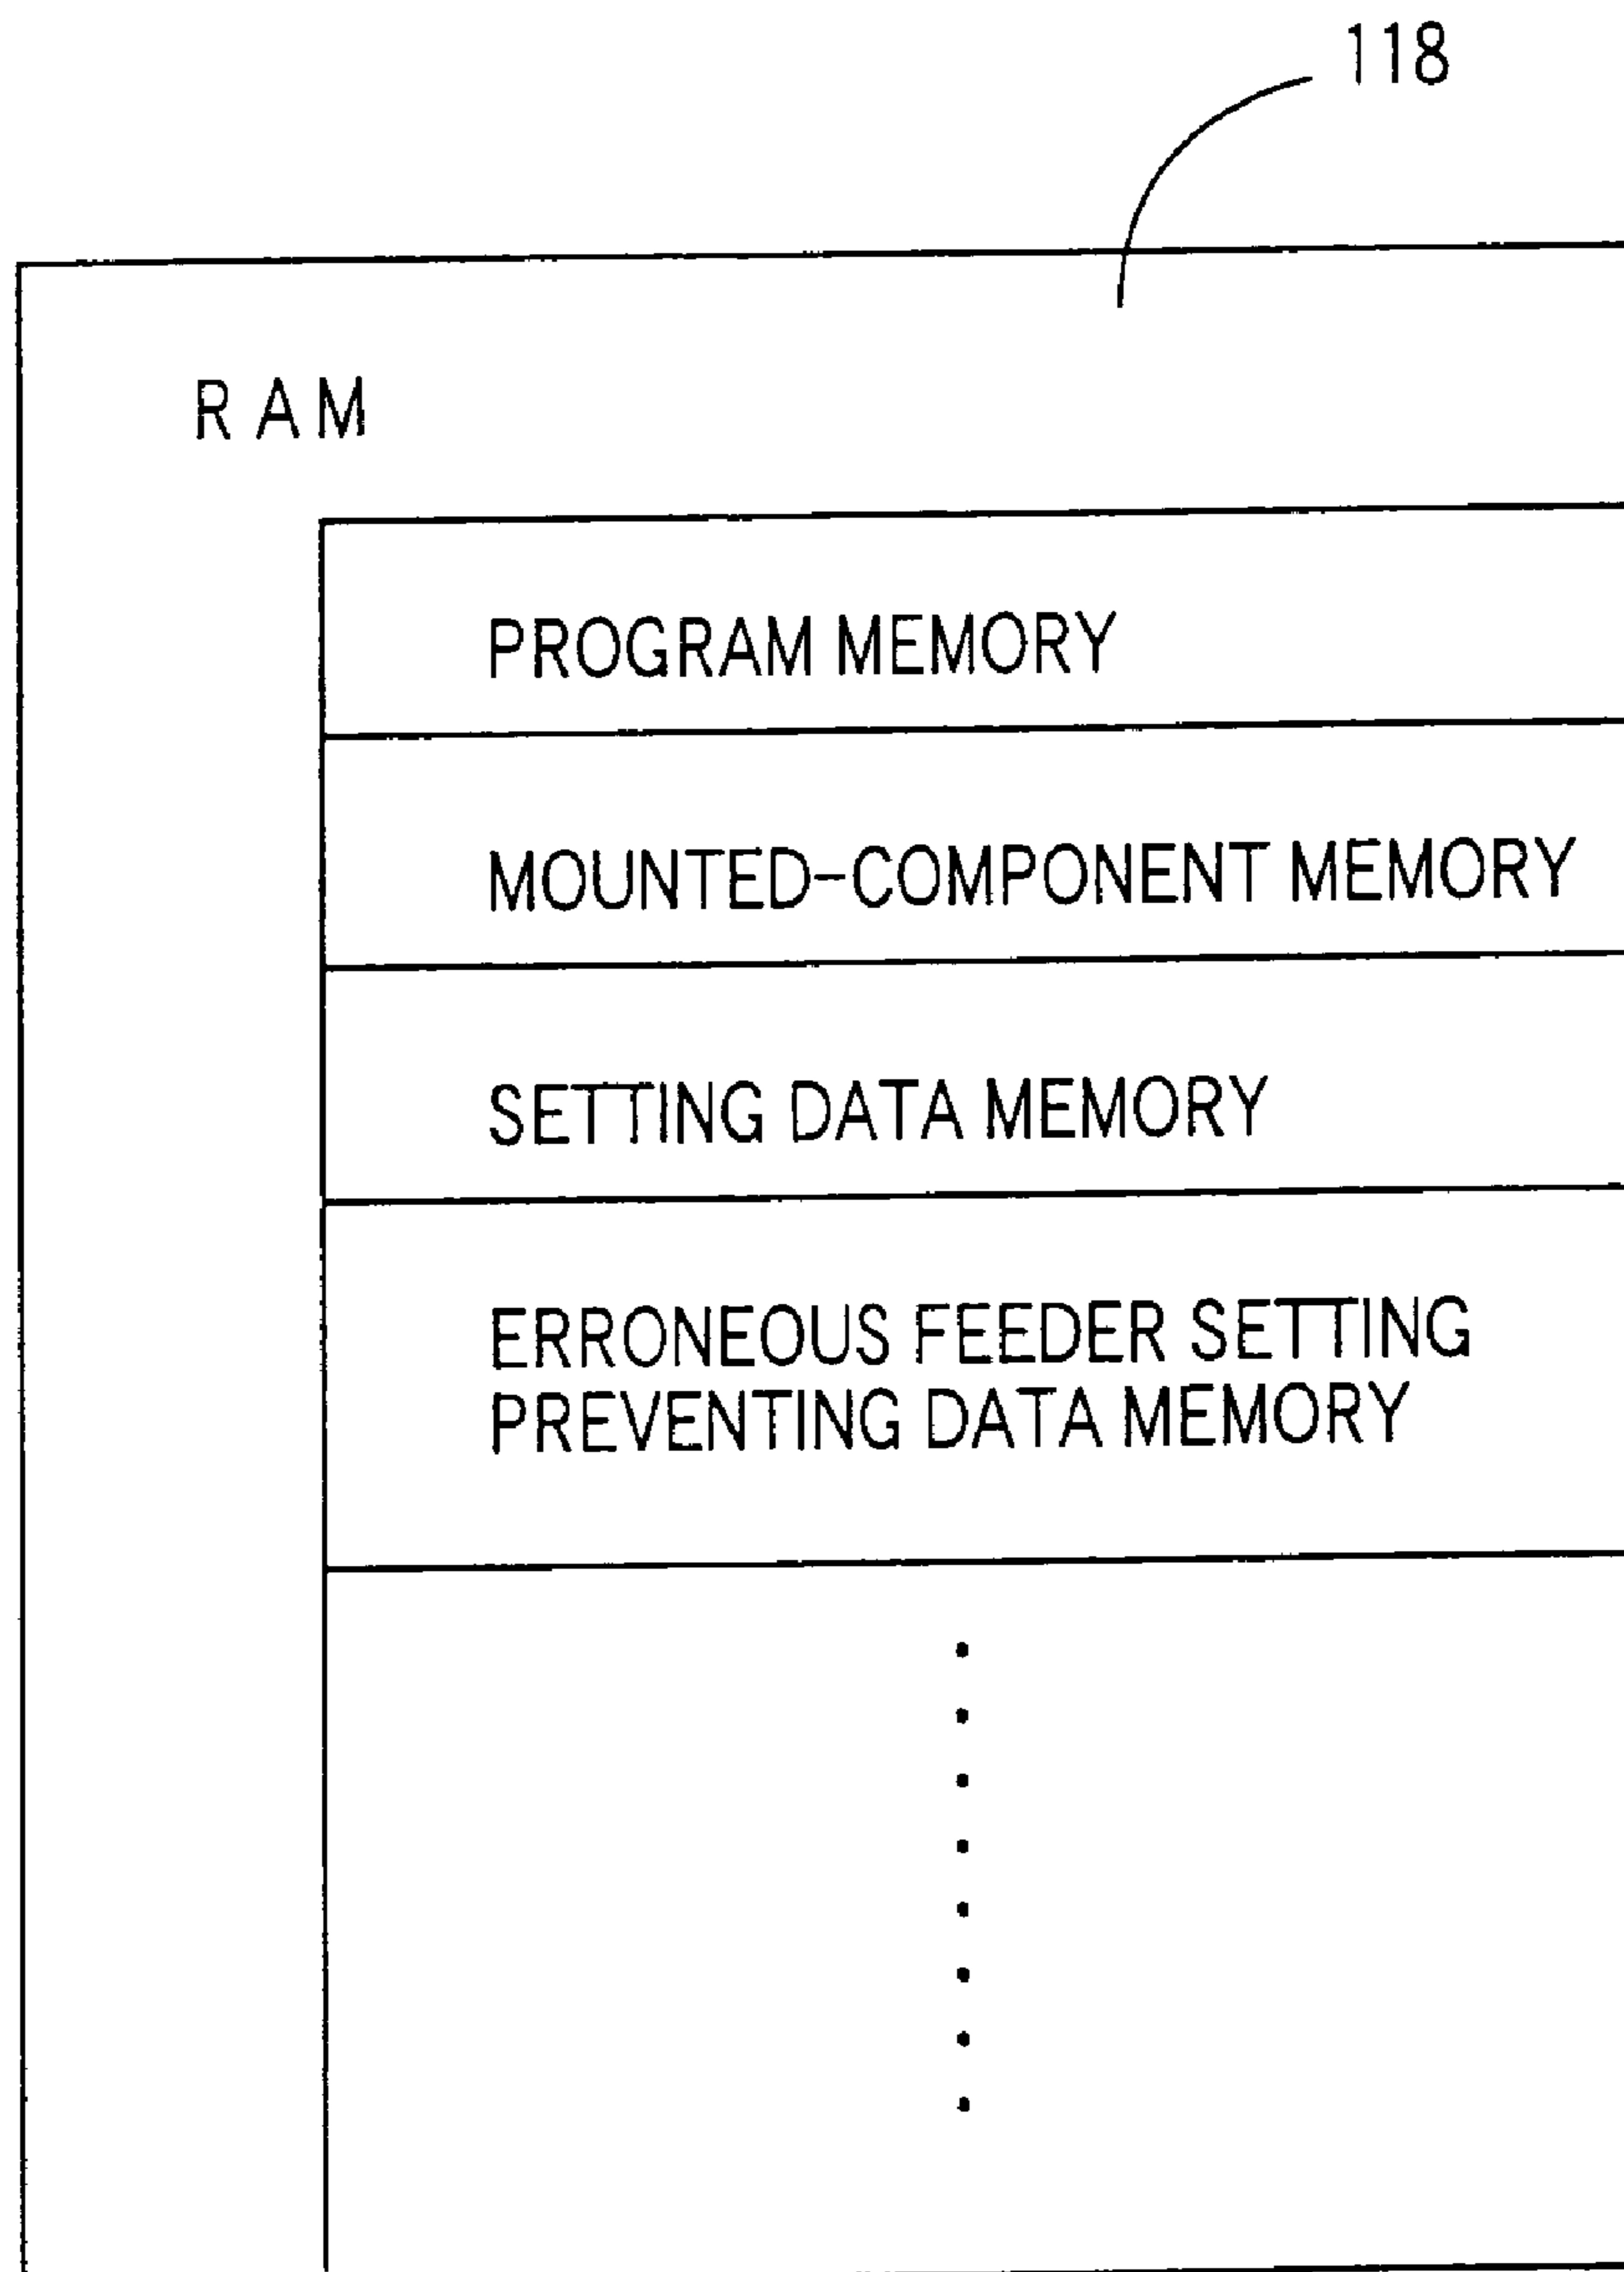 118
RAM
PROGRAM MEMORY
MOUNTED-COMPONENT MEMORY
SETTING DATA MEMORY
ERRONEOUS FEEDER SETTING
PREVENTING DATA MEMORY